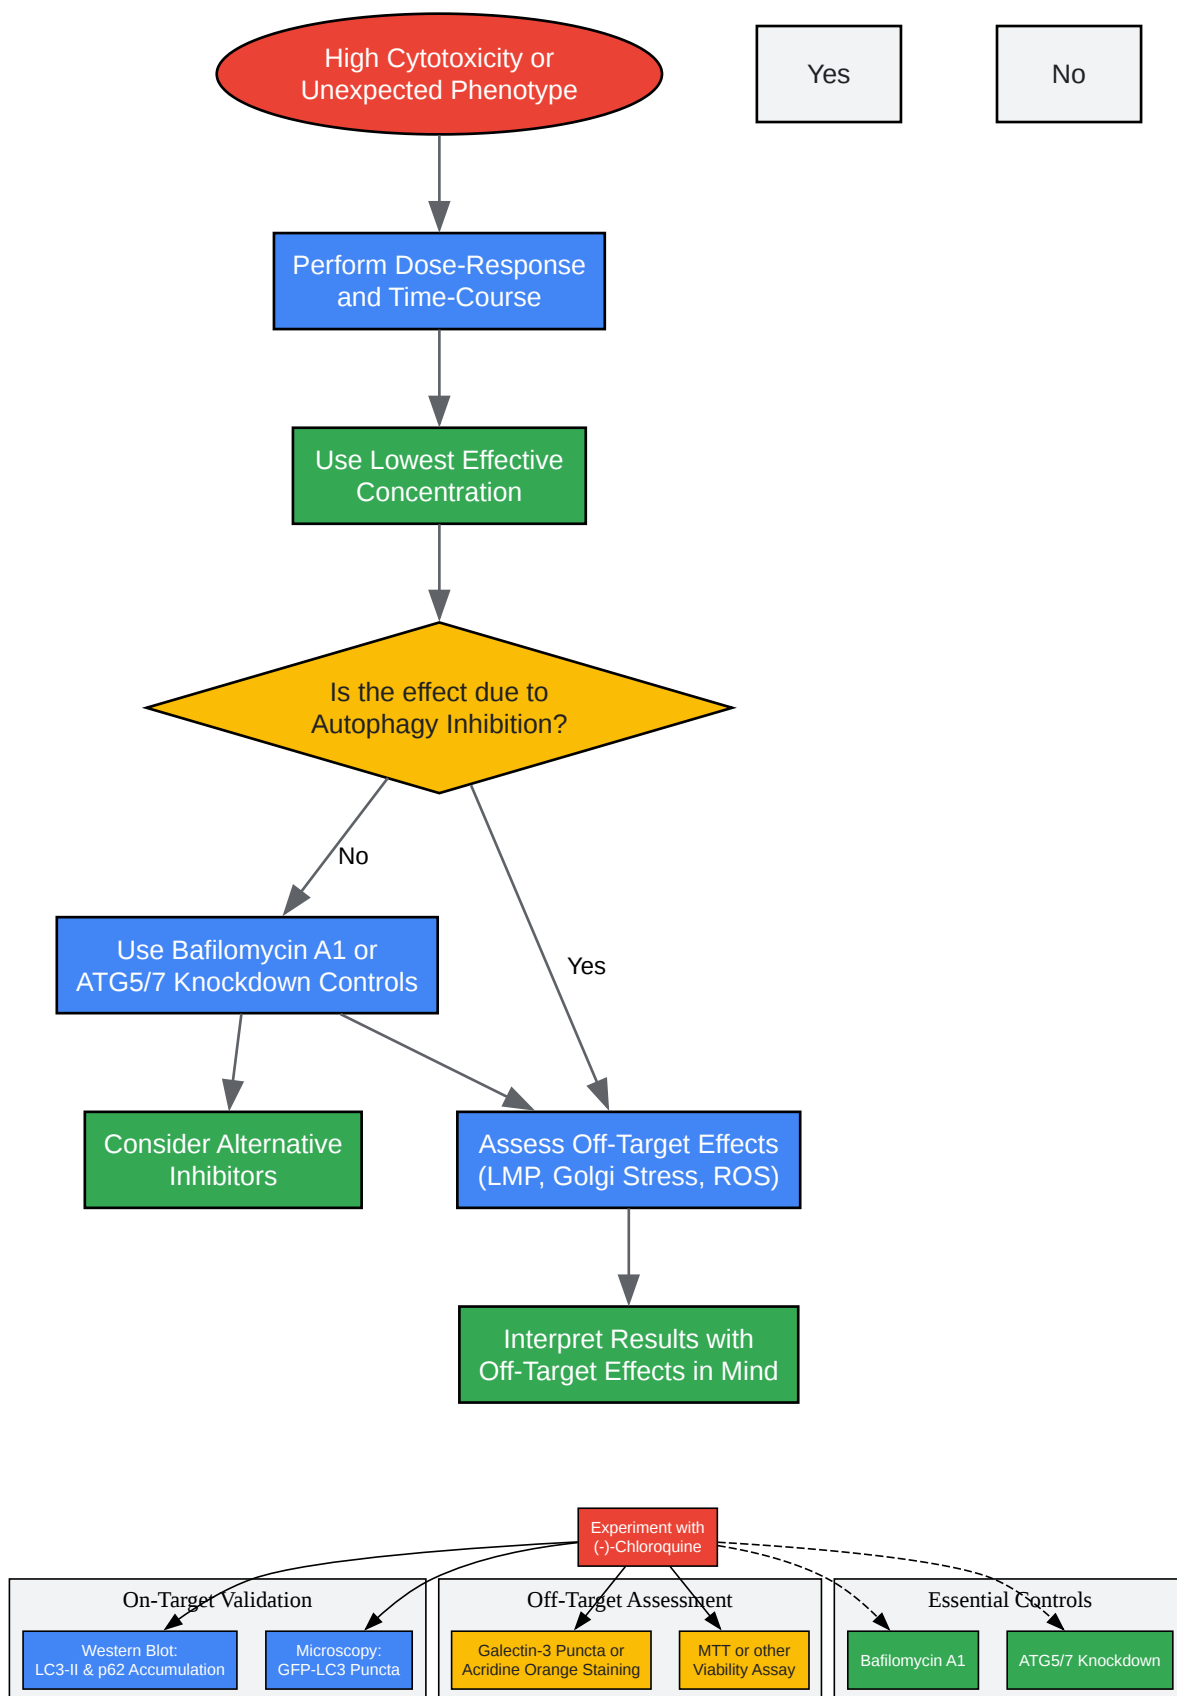 High Cytotoxicity or
Unexpected Phenotype
Yes
No
Perform Dose-Response
and Time-Course
Use Lowest Effective
Concentration
Is the effect due to
Autophagy Inhibition?
No
Yes
Use Bafilomycin A1 or
ATG5/7 Knockdown Controls
Consider Alternative
Inhibitors
Assess Off-Target Effects
(LMP, Golgi Stress, ROS)
Interpret Results with
Off-Target Effects in Mind
Experiment with
(-)-Chloroquine
On-Target Validation
Western Blot:
LC3-II & p62 Accumulation
Microscopy:
GFP-LC3 Puncta
Off-Target Assessment
Galectin-3 Puncta or
Acridine Orange Staining
MTT or other
Viability Assay
Essential Controls
Bafilomycin A1
ATG5/7 Knockdown